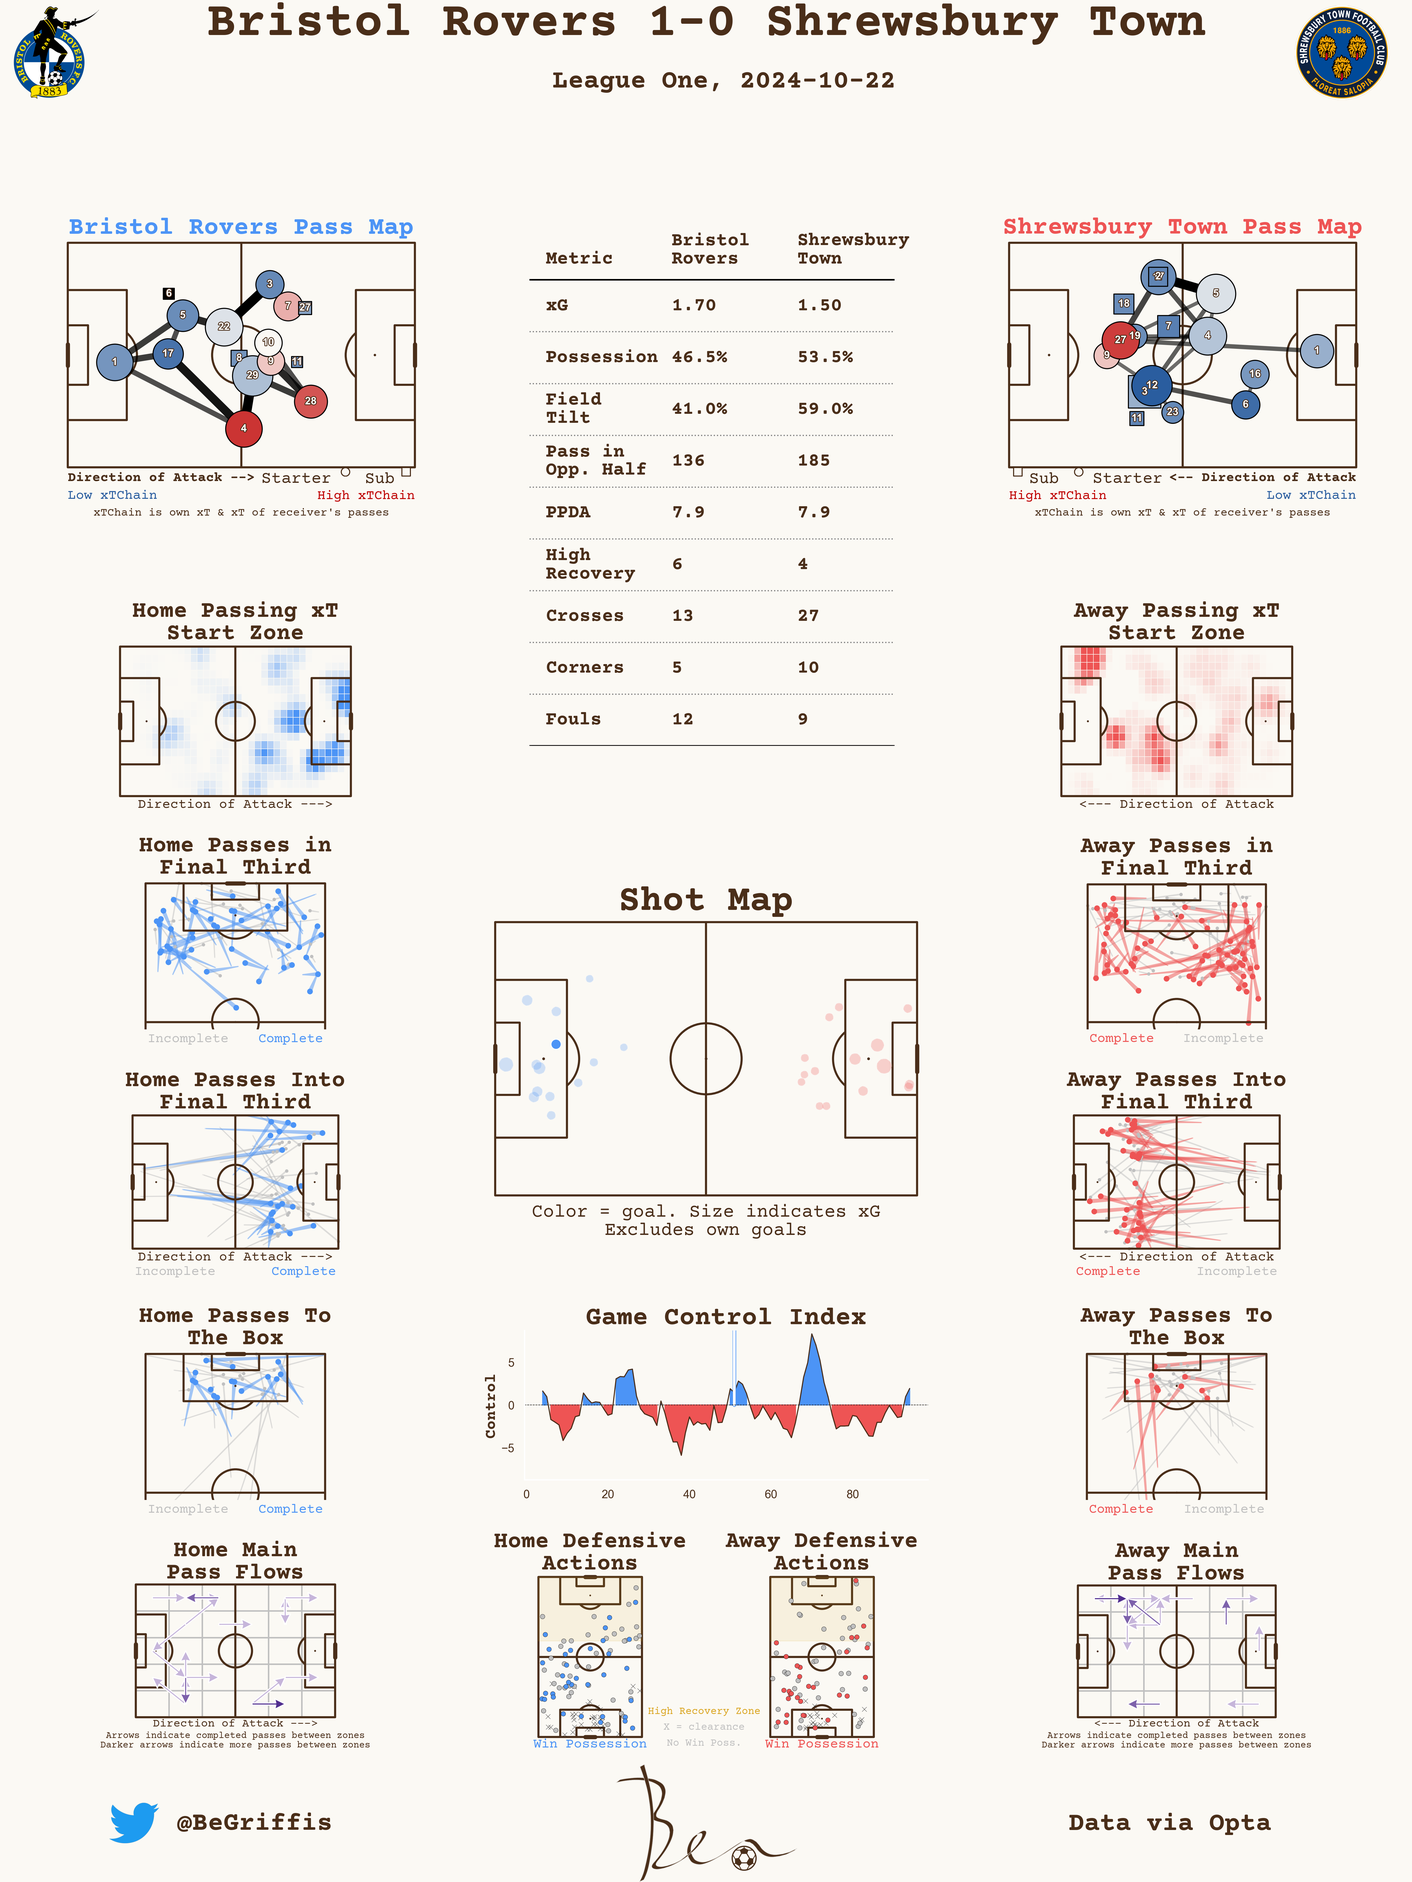 Bristol Rovers 1-0 Shrewsbury Town
League One, 2024-10-22
BRISTOL ROVERS F.C.
1883
SHREWSBURY TOWN FOOTBALL CLUB
1886
FLOREAT SALOPIA
Bristol Rovers Pass Map
1
5
6
17
22
3
7
27
10
8
9
11
29
28
4
Direction of Attack --> Starter Sub
Low xTChain High xTChain
xTChain is own xT & xT of receiver's passes
Metric Bristol Rovers Shrewsbury Town
xG 1.70 1.50
Possession 46.5% 53.5%
Field Tilt 41.0% 59.0%
Pass in Opp. Half 136 185
PPDA 7.9 7.9
High Recovery 6 4
Crosses 13 27
Corners 5 10
Fouls 12 9
Shrewsbury Town Pass Map
5
18
7
4
19
27
9
1
16
12
3
6
11
23
Sub Starter <-- Direction of Attack
High xTChain Low xTChain
xTChain is own xT & xT of receiver's passes
Home Passing xT
Start Zone
Direction of Attack --->
Away Passing xT
Start Zone
<--- Direction of Attack
Home Passes in
Final Third
Incomplete Complete
Away Passes in
Final Third
Complete Incomplete
Shot Map
Color = goal. Size indicates xG
Excludes own goals
Home Passes Into
Final Third
Direction of Attack --->
Incomplete Complete
Away Passes Into
Final Third
<--- Direction of Attack
Complete Incomplete
Home Passes To
The Box
Incomplete Complete
Game Control Index
Control
5
0
−5
0 20 40 60 80
Away Passes To
The Box
Complete Incomplete
Home Main
Pass Flows
Direction of Attack --->
Arrows indicate completed passes between zones
Darker arrows indicate more passes between zones
Home Defensive
Actions
Win Possession
High Recovery Zone
X = clearance
No Win Poss.
Away Defensive
Actions
Win Possession
Away Main
Pass Flows
<--- Direction of Attack
Arrows indicate completed passes between zones
Darker arrows indicate more passes between zones
@BeGriffis
Ben
Data via Opta